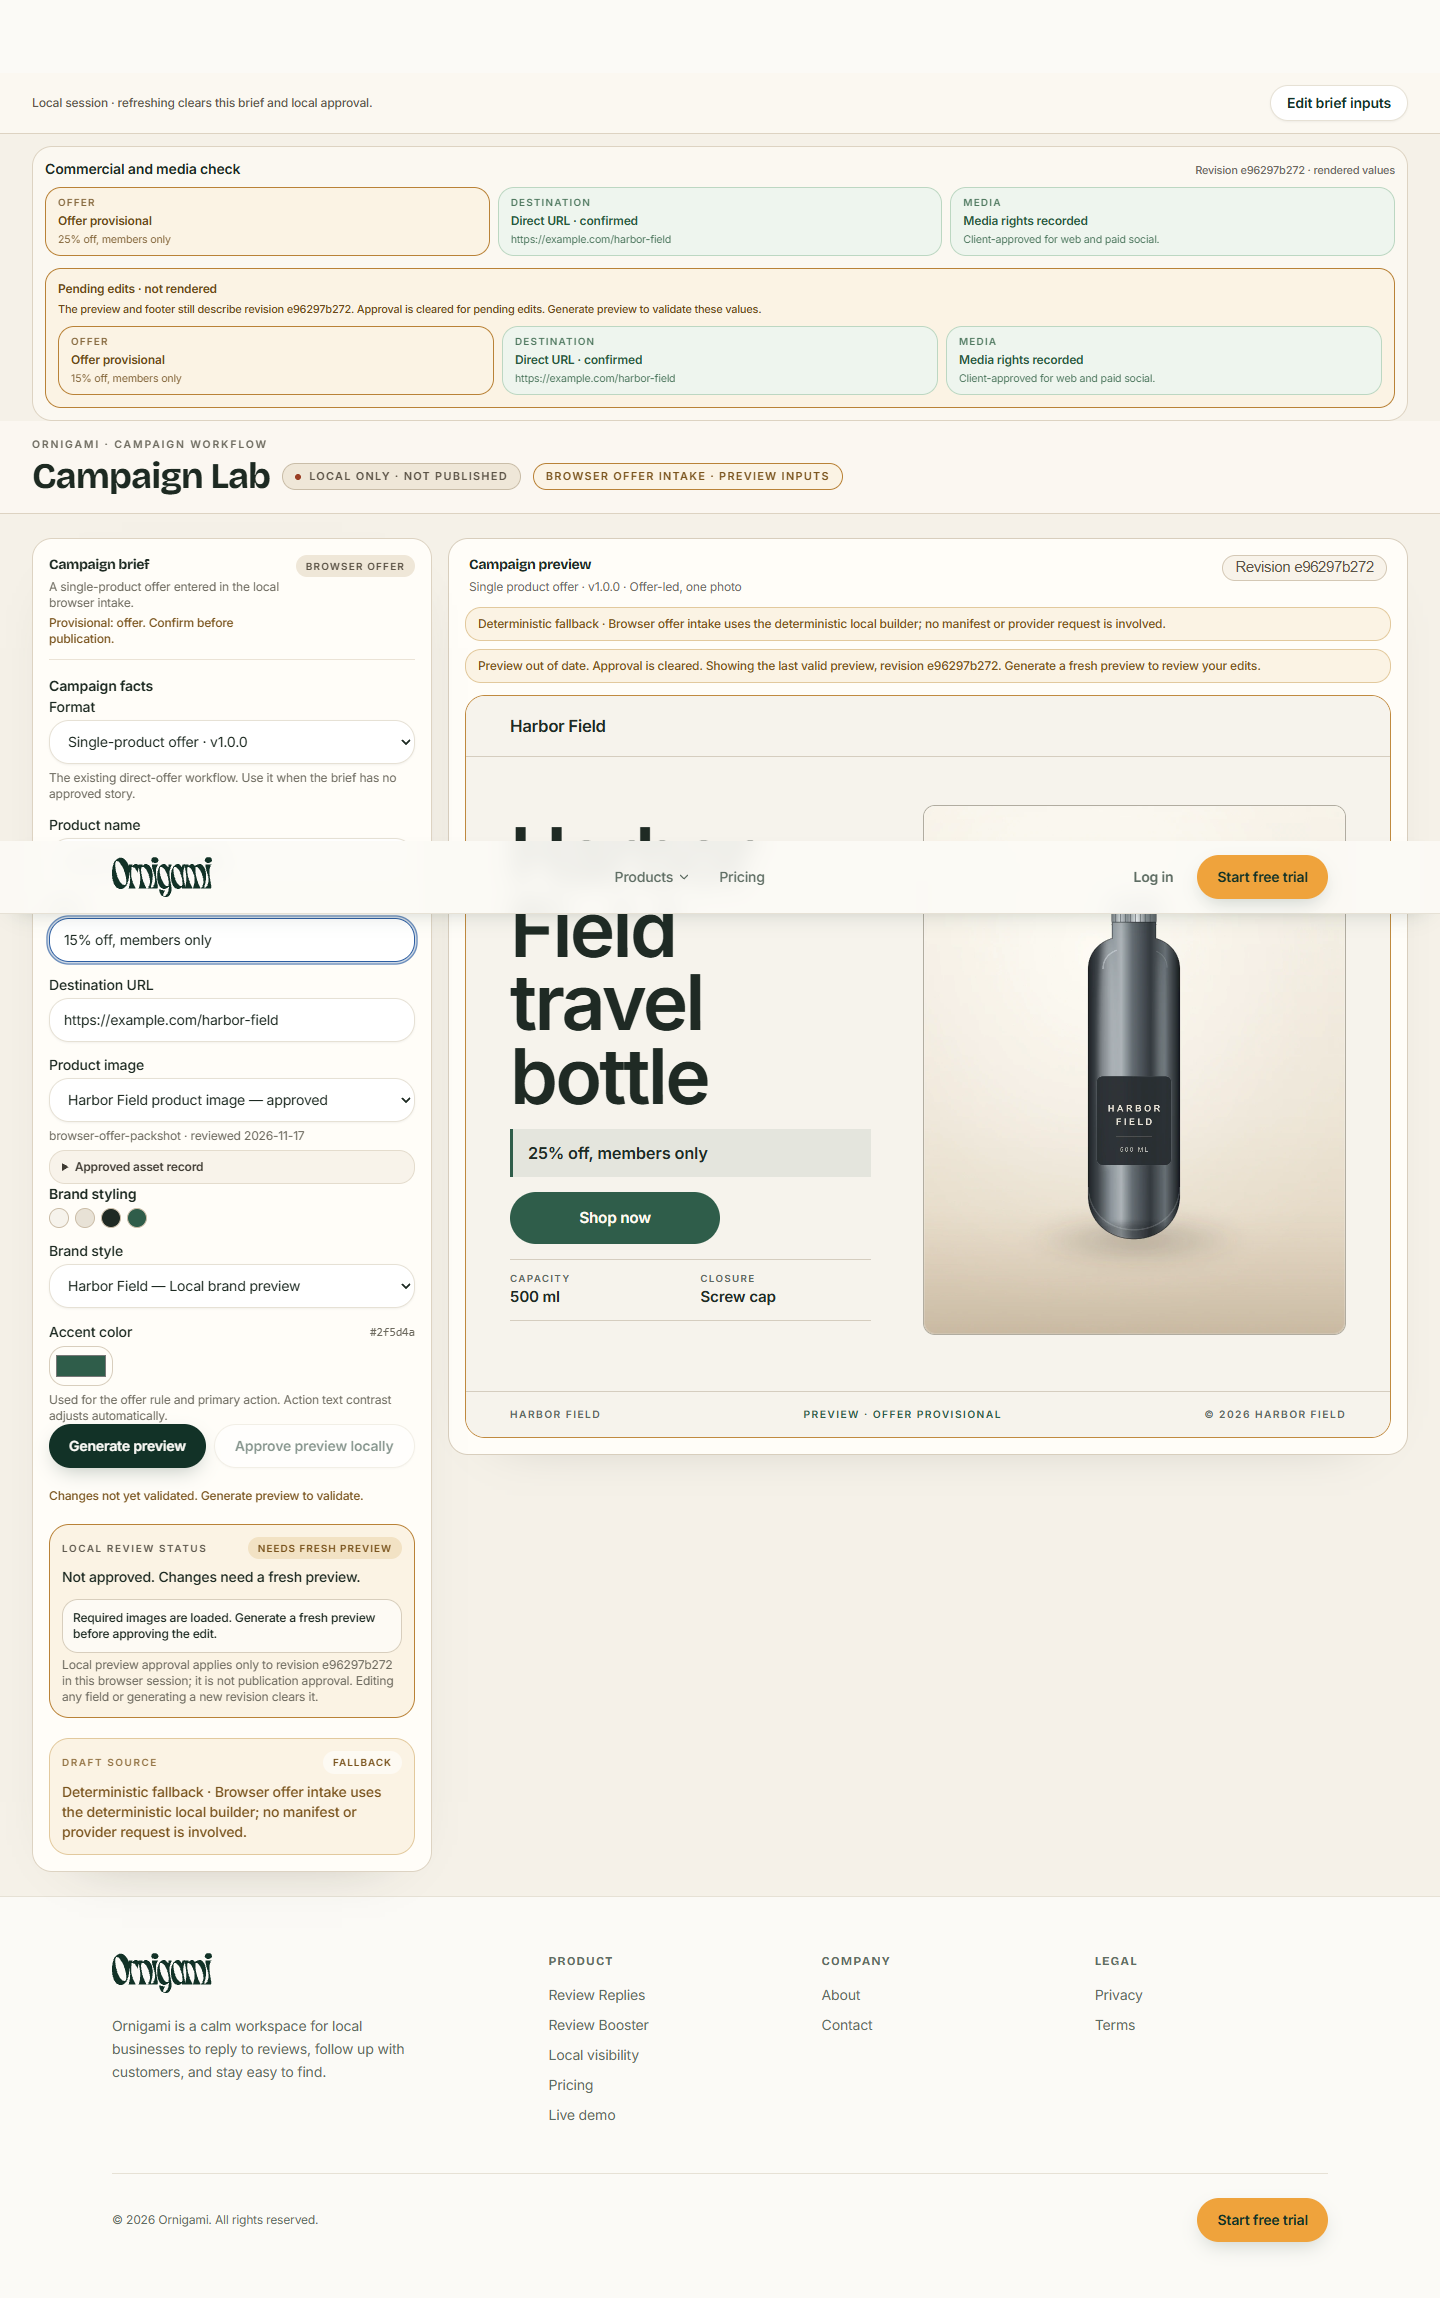 Local session · refreshing clears this brief and local approval.
Edit brief inputs
Commercial and media check
Revision e96297b272 · rendered values
OFFER
Offer provisional
25% off, members only
DESTINATION
Direct URL · confirmed
https://example.com/harbor-field
MEDIA
Media rights recorded
Client-approved for web and paid social.
Pending edits · not rendered
The preview and footer still describe revision e96297b272. Approval is cleared for pending edits. Generate preview to validate these values.
OFFER
Offer provisional
15% off, members only
DESTINATION
Direct URL · confirmed
https://example.com/harbor-field
MEDIA
Media rights recorded
Client-approved for web and paid social.
ORNIGAMI · CAMPAIGN WORKFLOW
Campaign Lab
LOCAL ONLY · NOT PUBLISHED
BROWSER OFFER INTAKE · PREVIEW INPUTS
Campaign brief
BROWSER OFFER
A single-product offer entered in the local
browser intake.
Provisional: offer. Confirm before
publication.
Campaign facts
Format
Single-product offer · v1.0.0
The existing direct-offer workflow. Use it when the brief has no
approved story.
Product name
Ornigami
Products
Pricing
Log in
Start free trial
15% off, members only
Destination URL
https://example.com/harbor-field
Product image
Harbor Field product image — approved
browser-offer-packshot · reviewed 2026-11-17
Approved asset record
Brand styling
Brand style
Harbor Field — Local brand preview
Accent color
#2f5d4a
Used for the offer rule and primary action. Action text contrast
adjusts automatically.
Generate preview
Approve preview locally
Changes not yet validated. Generate preview to validate.
LOCAL REVIEW STATUS
NEEDS FRESH PREVIEW
Not approved. Changes need a fresh preview.
Required images are loaded. Generate a fresh preview
before approving the edit.
Local preview approval applies only to revision e96297b272
in this browser session; it is not publication approval. Editing
any field or generating a new revision clears it.
DRAFT SOURCE
FALLBACK
Deterministic fallback · Browser offer intake uses
the deterministic local builder; no manifest or
provider request is involved.
Campaign preview
Single product offer · v1.0.0 · Offer-led, one photo
Revision e96297b272
Deterministic fallback · Browser offer intake uses the deterministic local builder; no manifest or provider request is involved.
Preview out of date. Approval is cleared. Showing the last valid preview, revision e96297b272. Generate a fresh preview to review your edits.
Harbor Field
Field
travel
bottle
25% off, members only
Shop now
CAPACITY
500 ml
CLOSURE
Screw cap
HARBOR
FIELD
500 ML
HARBOR FIELD
PREVIEW · OFFER PROVISIONAL
© 2026 HARBOR FIELD
Ornigami
Ornigami is a calm workspace for local
businesses to reply to reviews, follow up with
customers, and stay easy to find.
PRODUCT
Review Replies
Review Booster
Local visibility
Pricing
Live demo
COMPANY
About
Contact
LEGAL
Privacy
Terms
© 2026 Ornigami. All rights reserved.
Start free trial